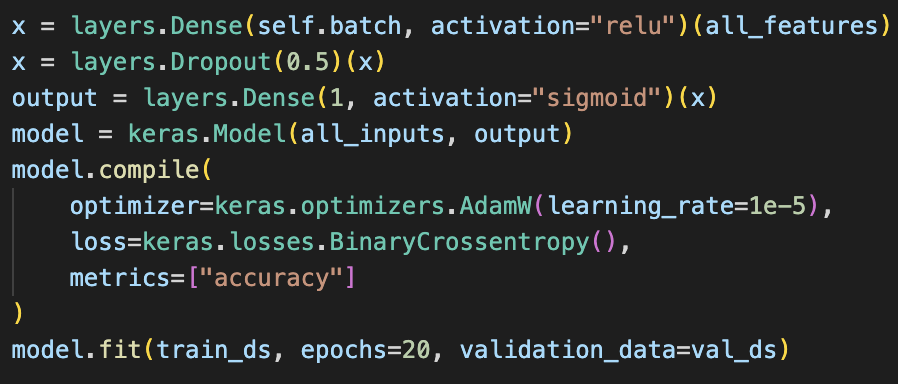 x = layers.Dense(self.batch, activation="relu")(all_features)
x = layers.Dropout(0.5)(x)
output = layers.Dense(1, activation="sigmoid")(x)
model = keras.Model(all_inputs, output)
model.compile(
    optimizer=keras.optimizers.AdamW(learning_rate=1e-5),
    loss=keras.losses.BinaryCrossentropy(),
    metrics=["accuracy"]
)
model.fit(train_ds, epochs=20, validation_data=val_ds)